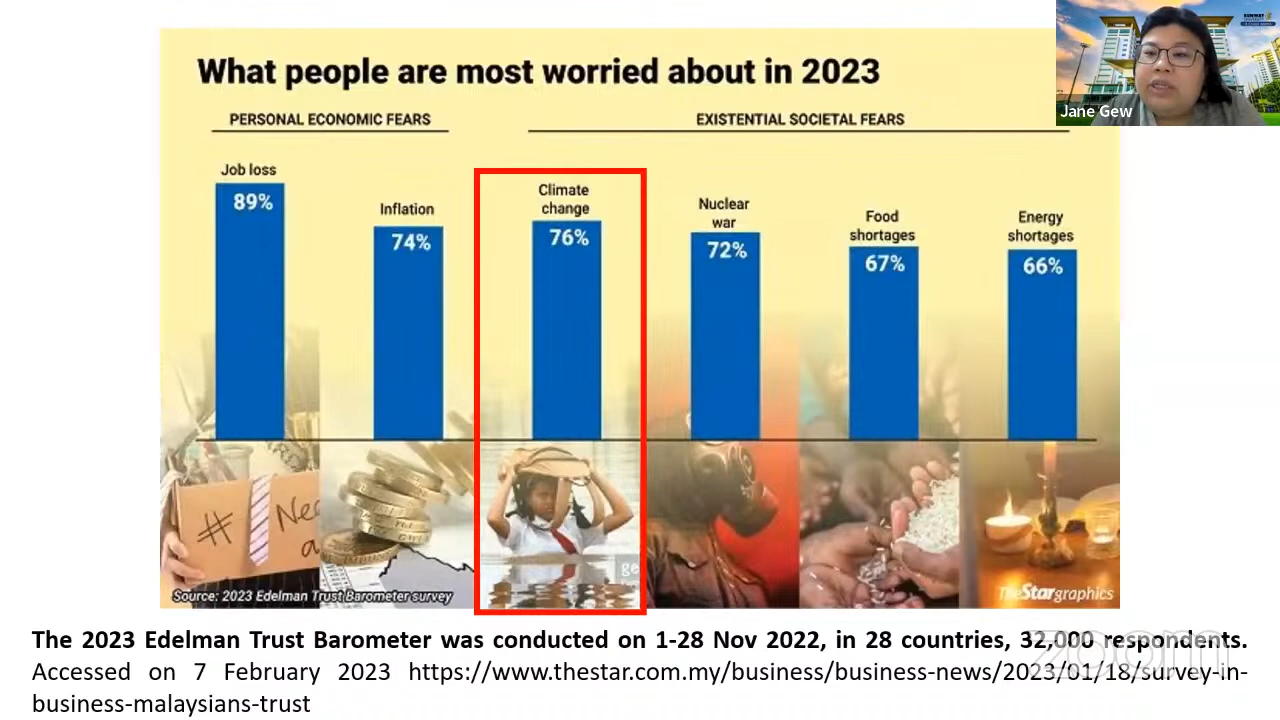 What people are most worried about in 2023
PERSONAL ECONOMIC FEARS
EXISTENTIAL SOCIETAL FEARS
Job loss
89%
Inflation
74%
Climate
change
76%
Nuclear
war
72%
Food
shortages
67%
Energy
shortages
66%
#
Source: 2023 Edelman Trust Barometer survey
TheStargraphics
The 2023 Edelman Trust Barometer was conducted on 1-28 Nov 2022, in 28 countries, 32,000 respondents.
Accessed on 7 February 2023 https://www.thestar.com.my/business/business-news/2023/01/18/survey-in-
business-malaysians-trust
zoom
Jane Gew